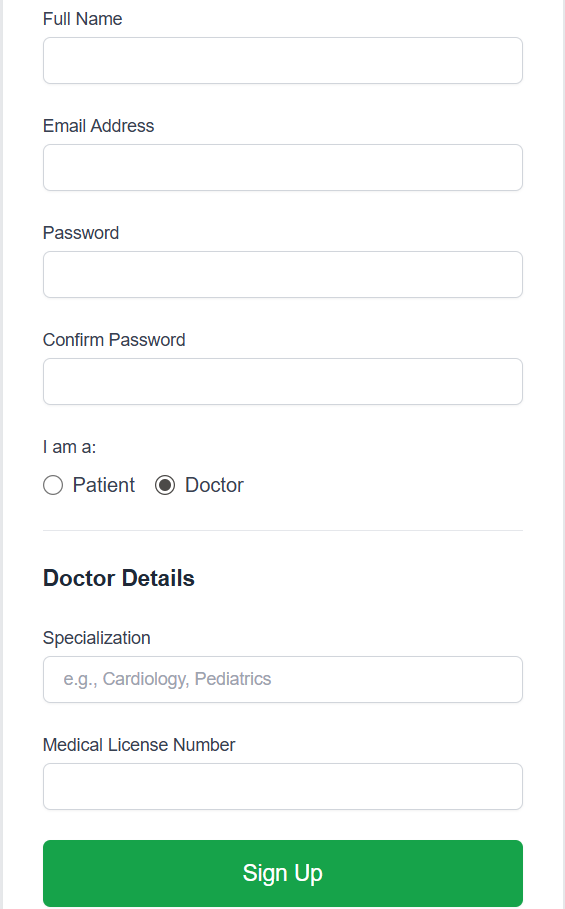 Full Name
Email Address
Password
Confirm Password
I am a:
Patient Doctor
Doctor Details
Specialization
e.g., Cardiology, Pediatrics
Medical License Number
Sign Up